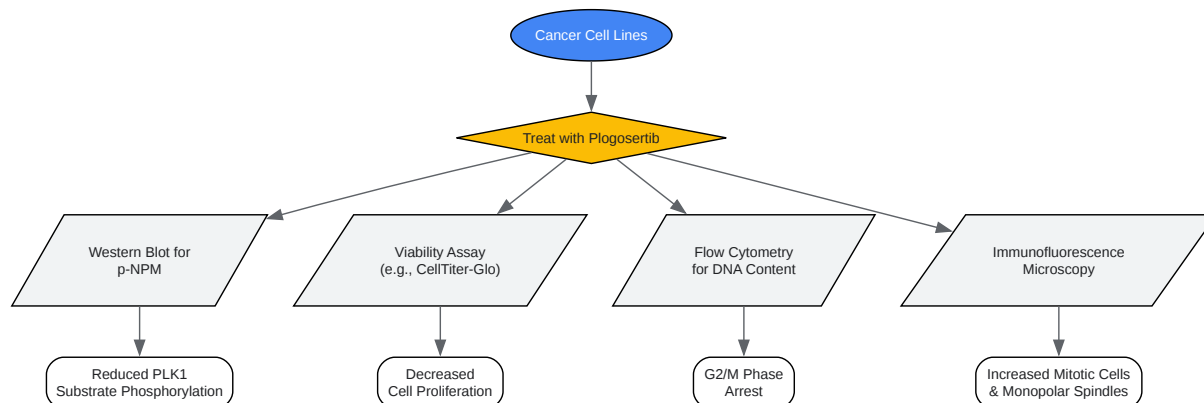 Cancer Cell Lines
Treat with Plogosertib
Western Blot for
p-NPM
Viability Assay
(e.g., CellTiter-Glo)
Flow Cytometry
for DNA Content
Immunofluorescence
Microscopy
Reduced PLK1
Substrate Phosphorylation
Decreased
Cell Proliferation
G2/M Phase
Arrest
Increased Mitotic Cells
& Monopolar Spindles